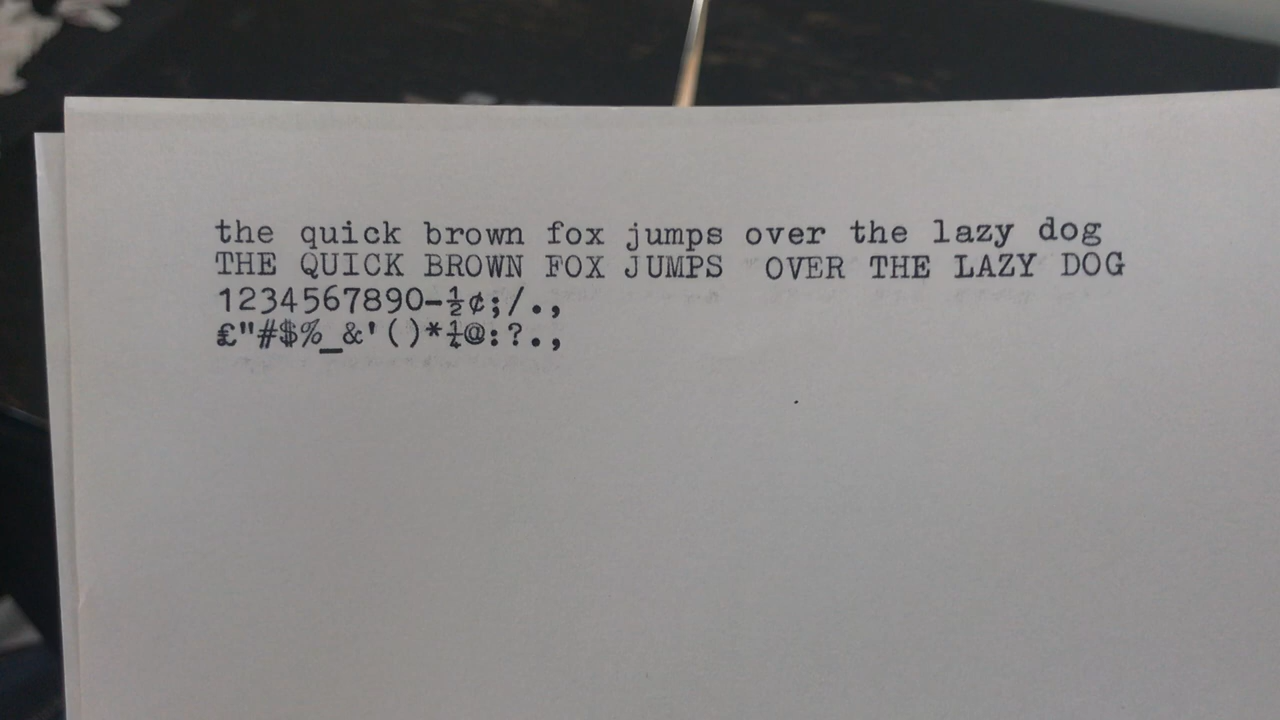 the quick brown fox jumps over the lazy dog
THE QUICK BROWN FOX JUMPS  OVER THE LAZY DOG
1234567890-½¢;/.,
£"#$%_&'()*¼@:?.,